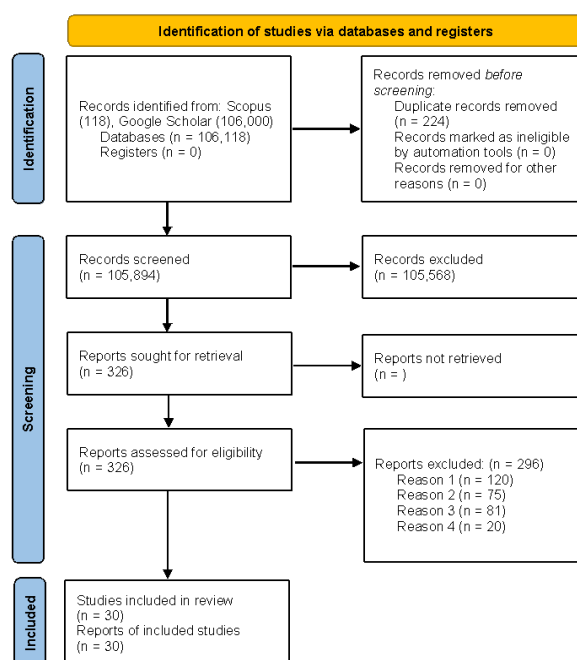 Identification of studies via databases and registers
Identification
Records identified from: Scopus
(118), Google Scholar (106,000)
Databases (n = 106,118)
Registers (n = 0)
Records removed before
screening:
Duplicate records removed
(n = 224)
Records marked as ineligible
by automation tools (n = 0)
Records removed for other
reasons (n = 0)
Screening
Records screened
(n = 105,894)
Records excluded
(n = 105,568)
Reports sought for retrieval
(n = 326)
Reports not retrieved
(n = )
Reports assessed for eligibility
(n = 326)
Reports excluded: (n = 296)
Reason 1 (n = 120)
Reason 2 (n = 75)
Reason 3 (n = 81)
Reason 4 (n = 20)
Included
Studies included in review
(n = 30)
Reports of included studies
(n = 30)